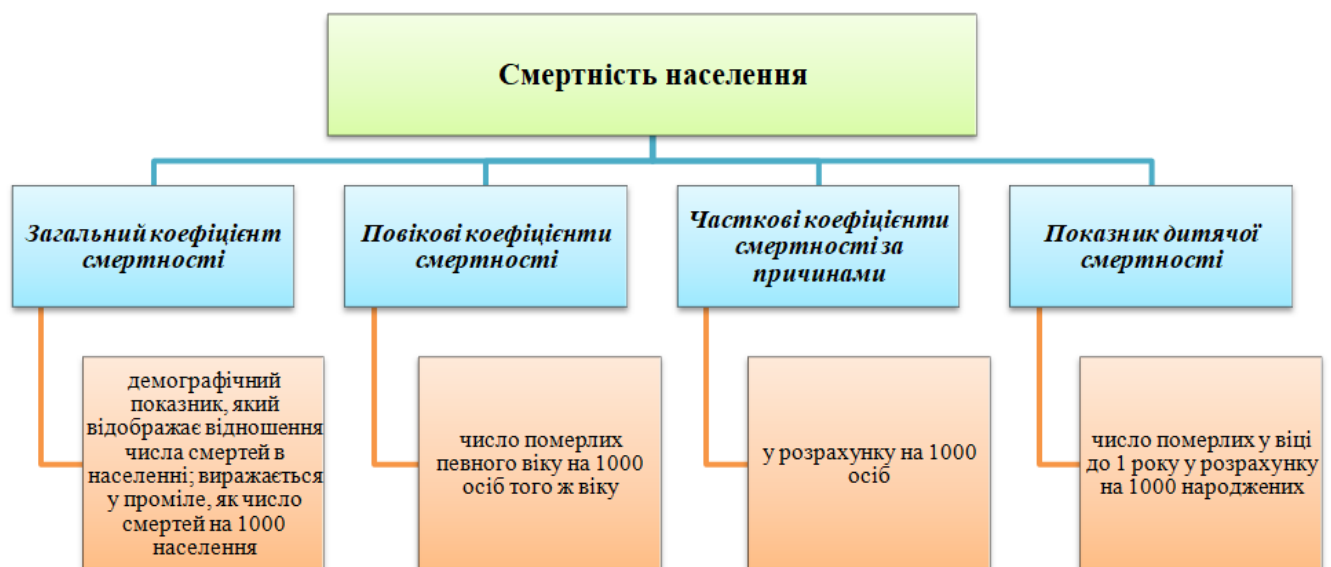 Смертність населення
Загальний коефіцієнт
смертності
Повікові коефіцієнти
смертності
Часткові коефіцієнти
смертності за
причинами
Показник дитячої
смертності
демографічний
показник, який
відображає відношення
числа смертей в
населенні; виражається
у проміле, як число
смертей на 1000
населення
число померлих
певного віку на 1000
осіб того ж віку
у розрахунку на 1000
осіб
число померлих у віці
до 1 року у розрахунку
на 1000 народжених